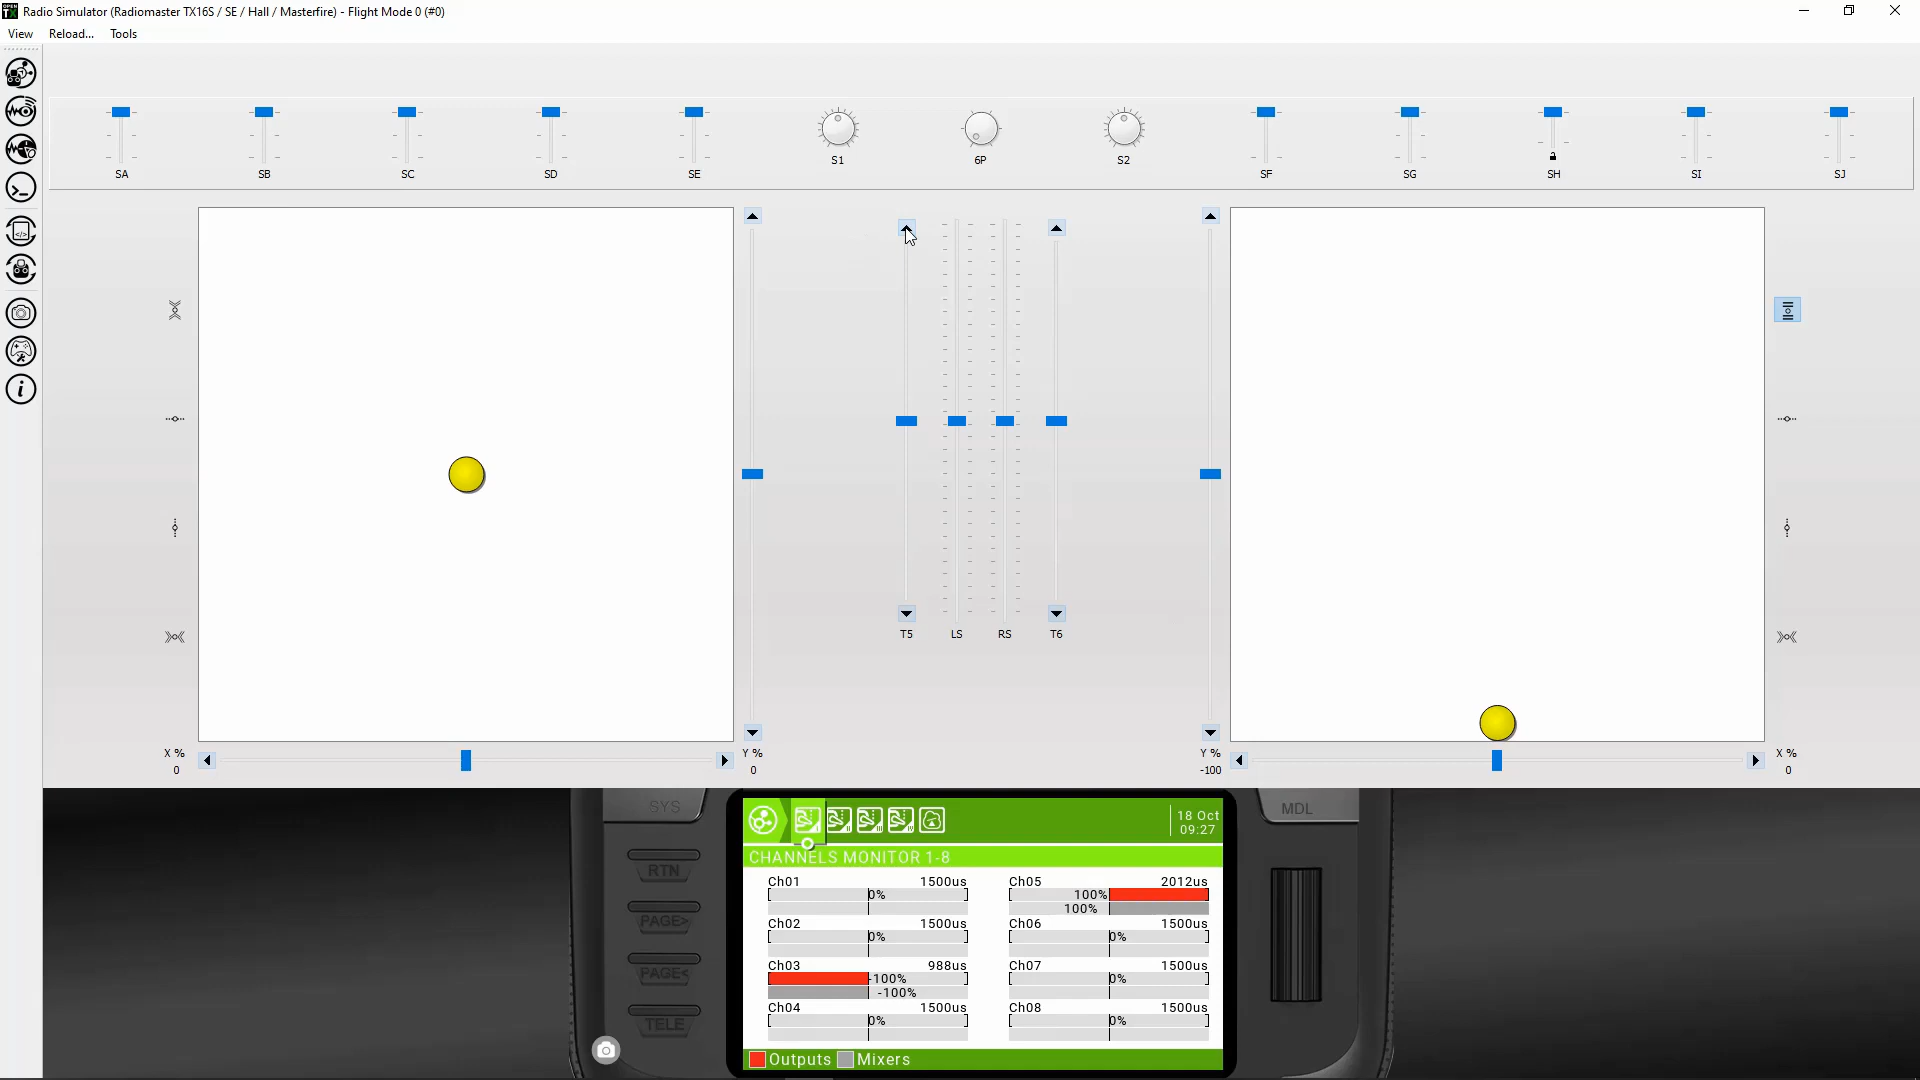 Radio Simulator (Radiomaster TX16S / SE / Hall / Masterfire) - Flight Mode 0 (#0)
View Reload... Tools
SA SB SC SD SE S1 6P S2 SF SG SH SI SJ
T5 LS RS T6
X % Y % Y % X %
0 0 -100 0
SYS MDL
18 Oct
09:27
CHANNELS MONITOR 1-8
RTN
PAGE>
PAGE<
TELE
Ch01 1500us
0%
Ch02 1500us
0%
Ch03 988us
-100%
-100%
Ch04 1500us
0%
Ch05 2012us
100%
100%
Ch06 1500us
0%
Ch07 1500us
0%
Ch08 1500us
0%
Outputs Mixers